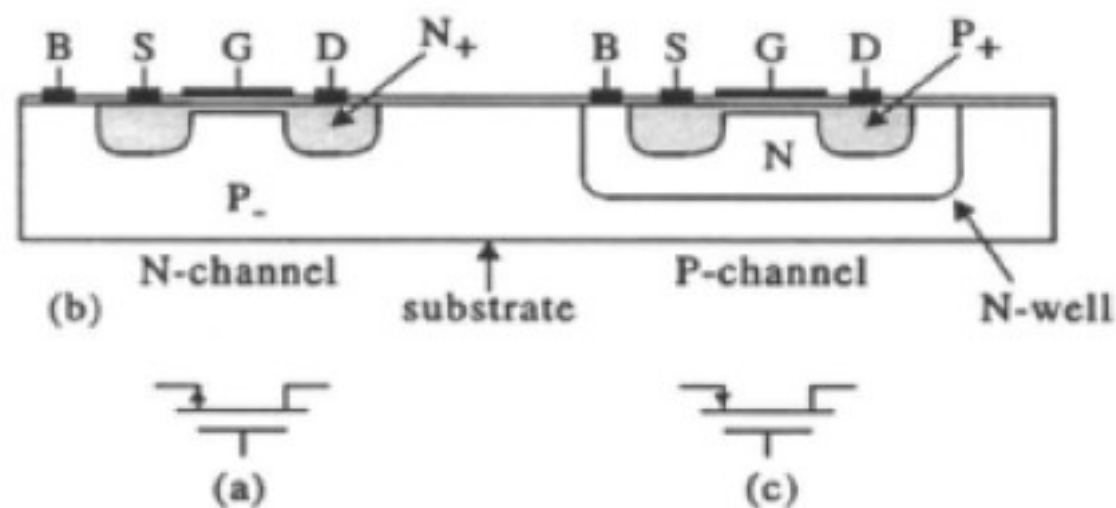 B S G D N+ B S G D P+
P- N
N-channel P-channel
(b) substrate N-well
(a) (c)